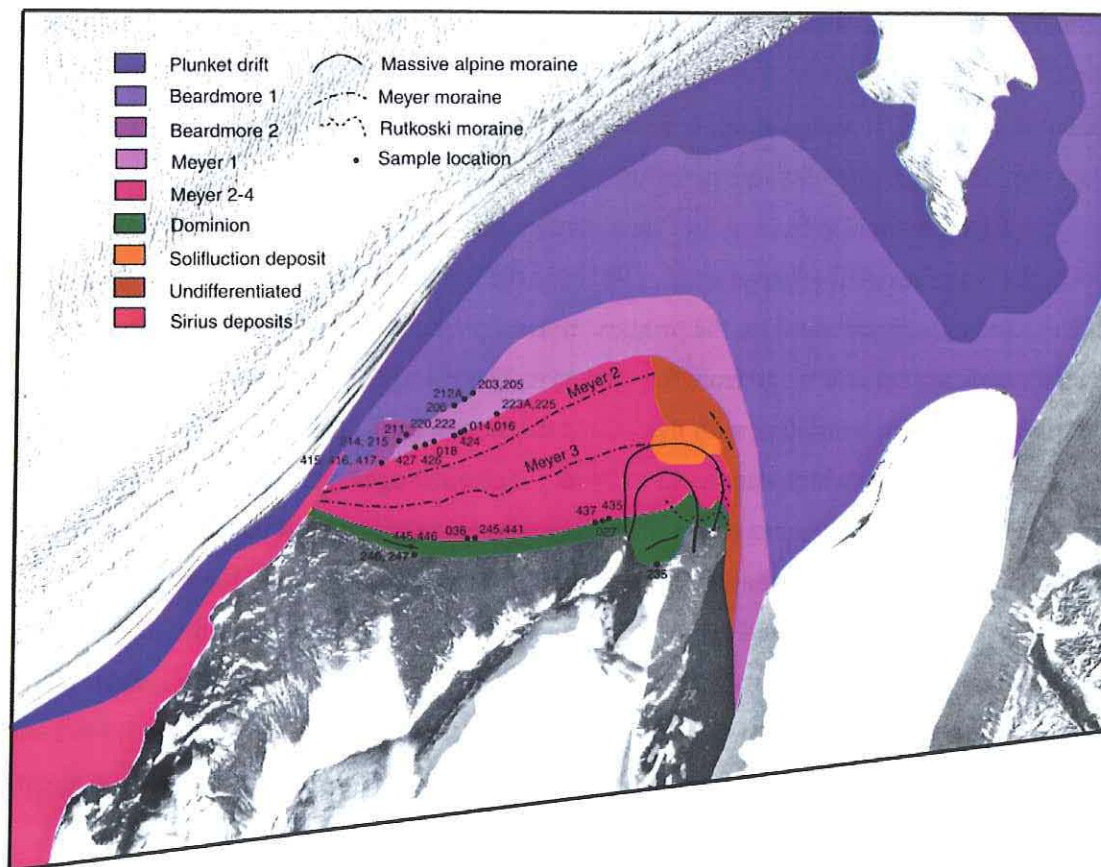 Plunket drift
Beardmore 1
Beardmore 2
Meyer 1
Meyer 2-4
Dominion
Solifluction deposit
Undifferentiated
Sirius deposits
Massive alpine moraine
Meyer moraine
Rutkoski moraine
Sample location
203,205
212A
206
223A,225
Meyer 2
220,222
014,016
211
214, 215
424
018
415, 416, 417
427
426
Meyer 3
437
435
036
245,441
445,446
027
246, 247
235